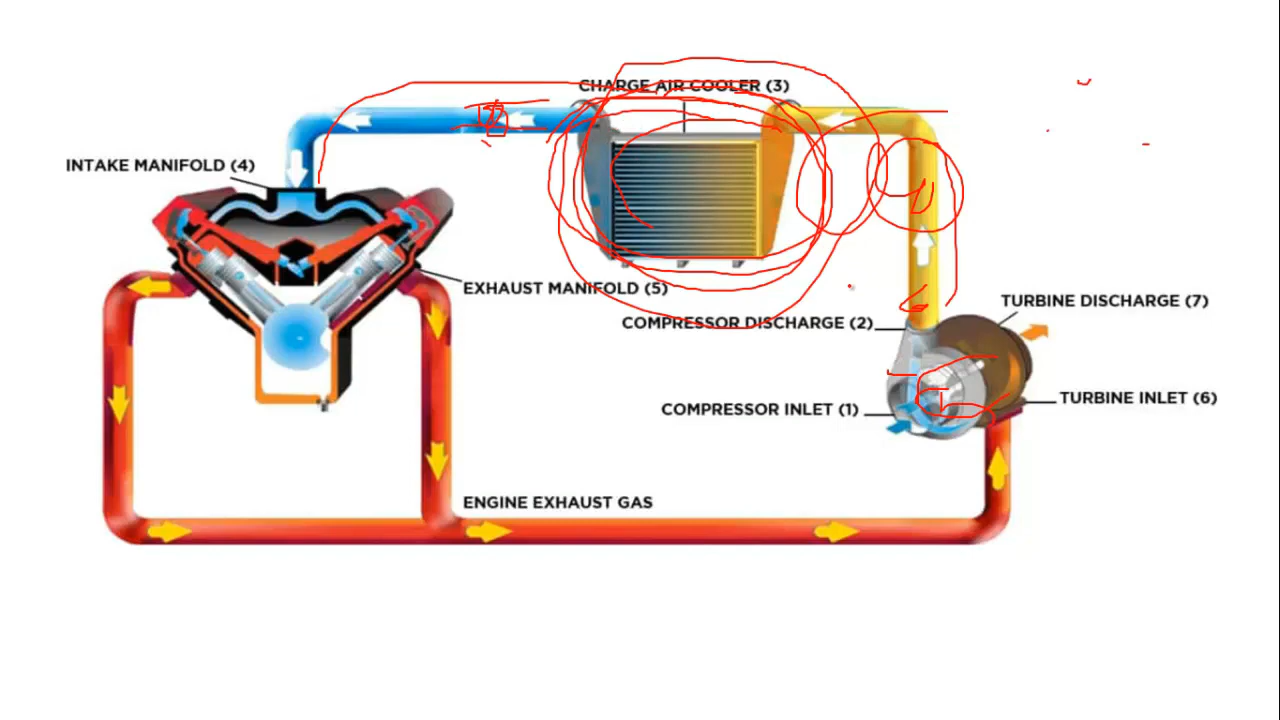 CHARGE AIR COOLER (3)
INTAKE MANIFOLD (4)
EXHAUST MANIFOLD (5)
TURBINE DISCHARGE (7)
COMPRESSOR DISCHARGE (2)
TURBINE INLET (6)
COMPRESSOR INLET (1)
ENGINE EXHAUST GAS